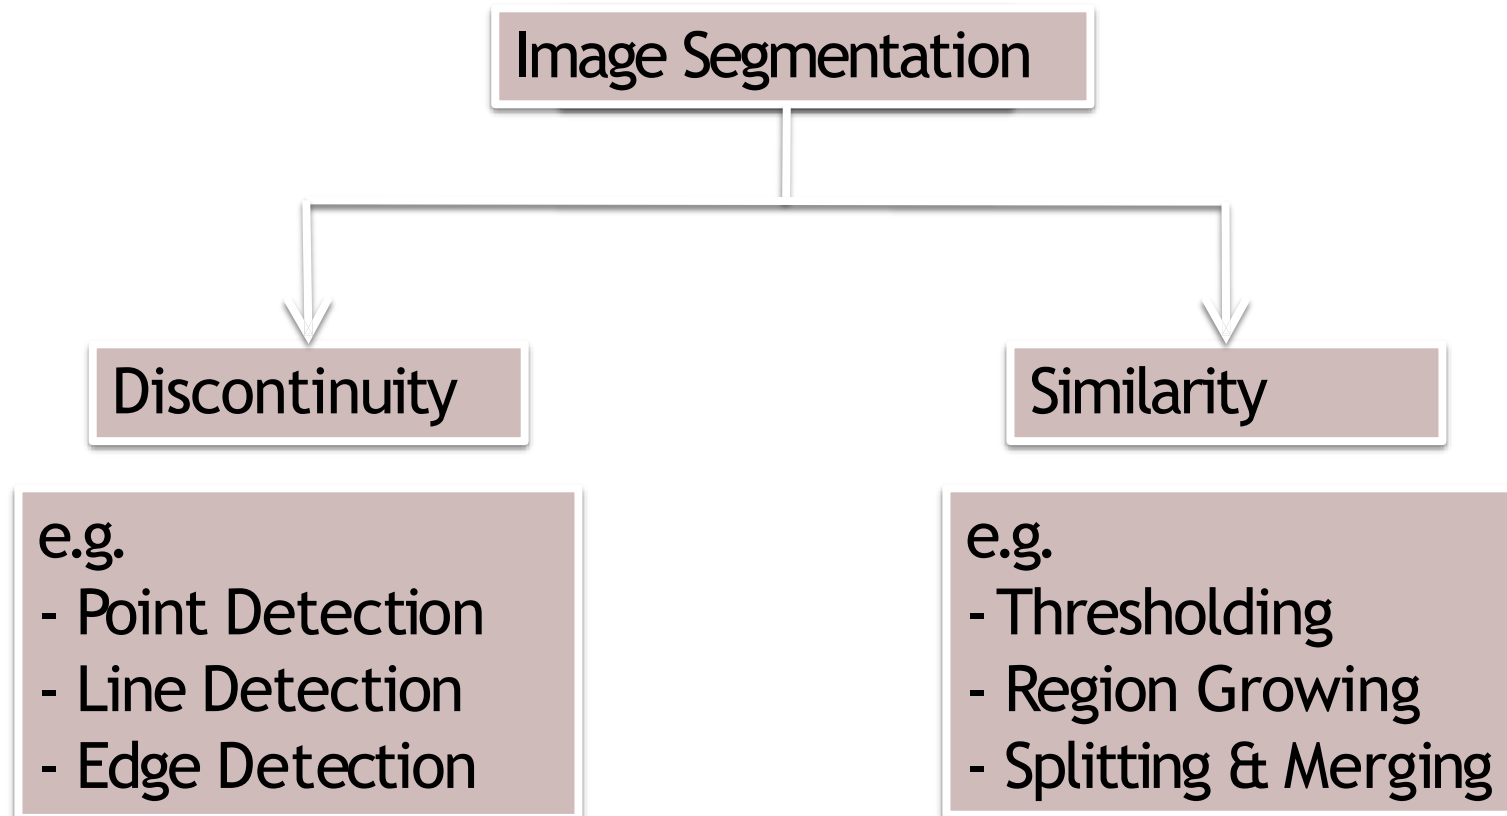 Image Segmentation
Discontinuity
Similarity
e.g.
- Point Detection
- Line Detection
- Edge Detection
e.g.
- Thresholding
- Region Growing
- Splitting & Merging